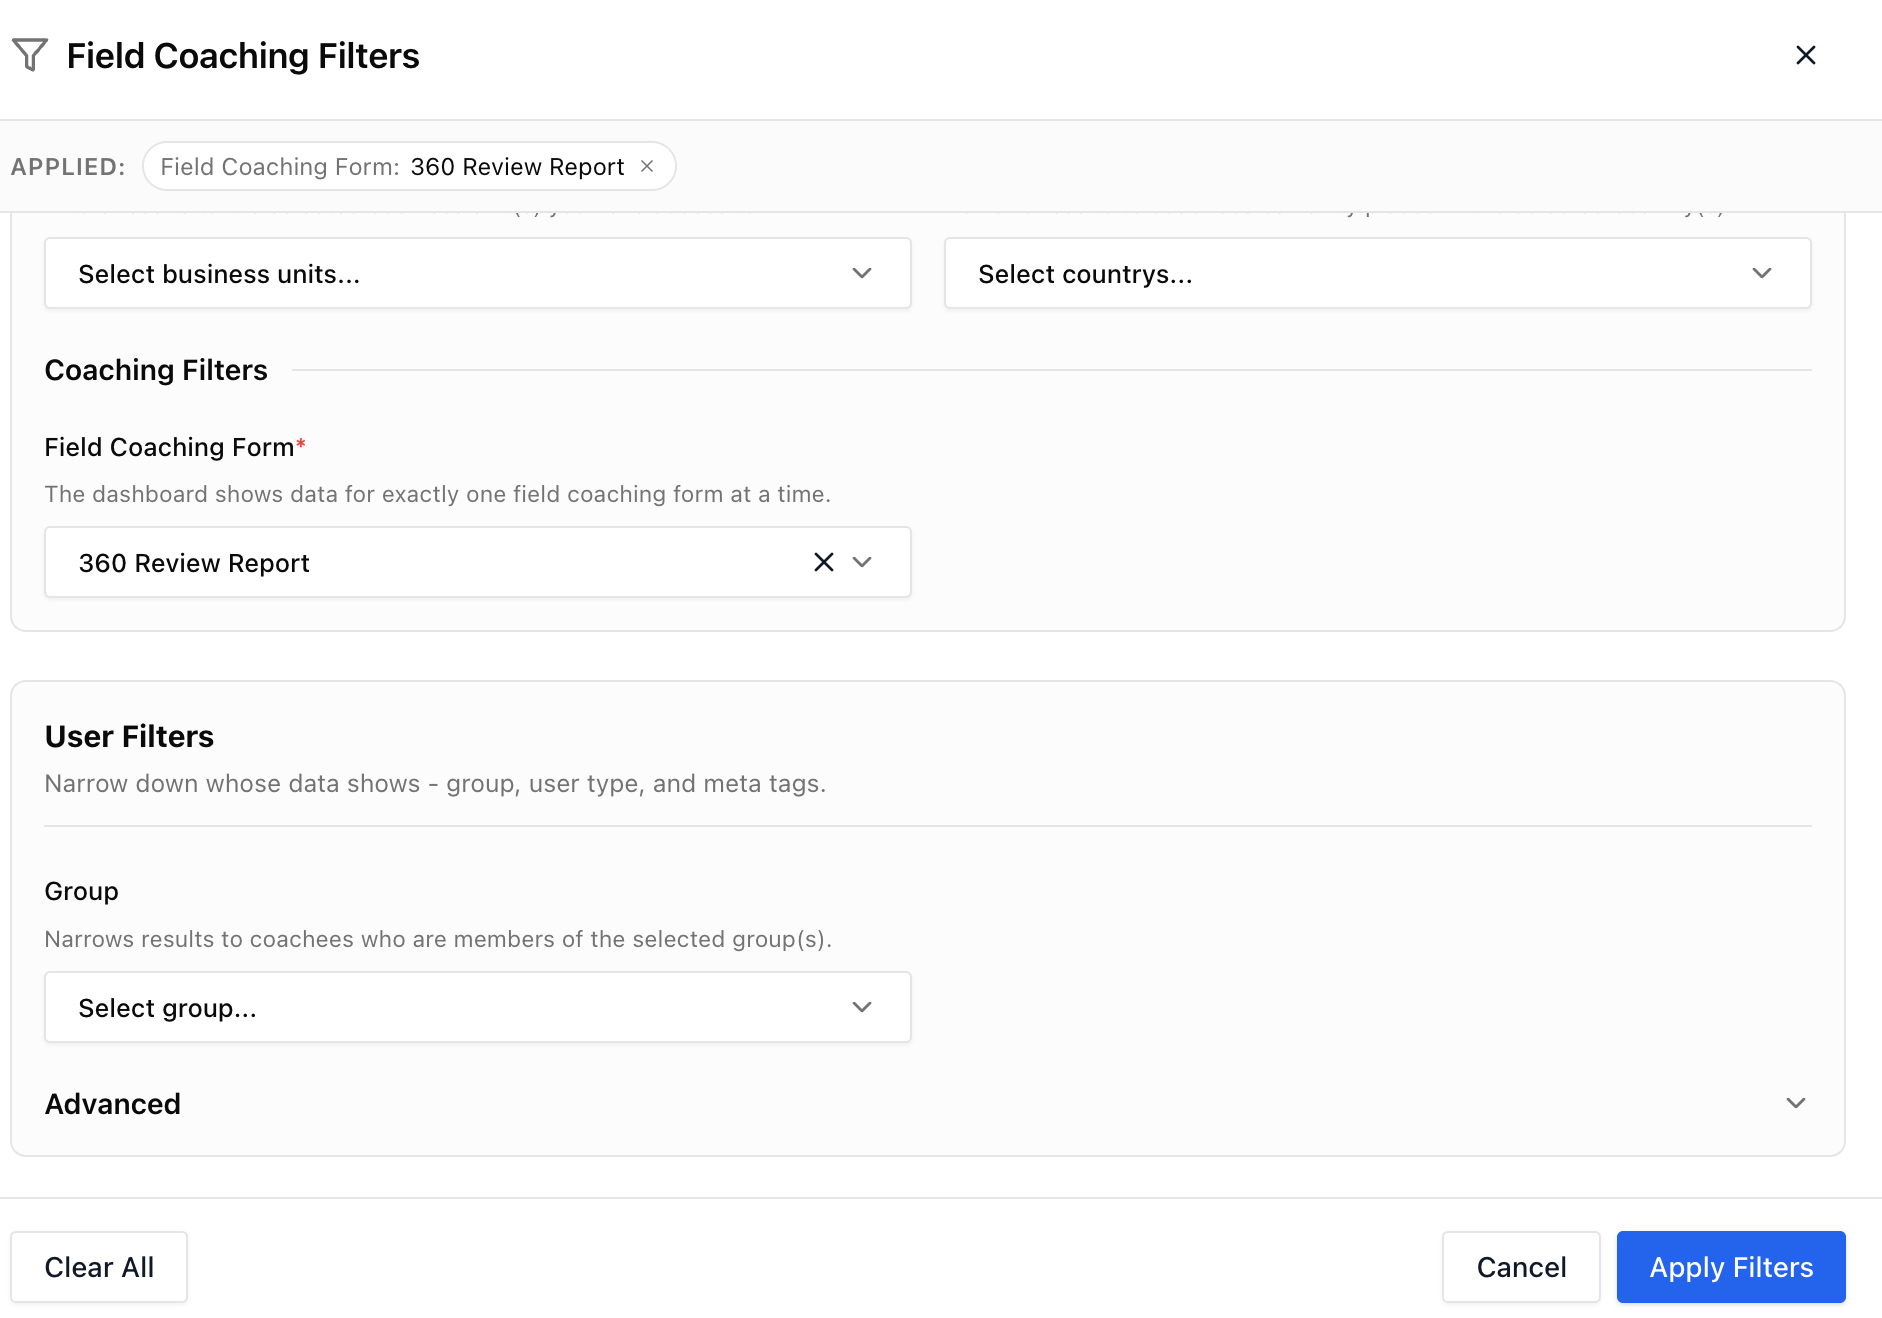 Field Coaching Filters
APPLIED: Field Coaching Form: 360 Review Report
Select business units...
Select countrys...
Coaching Filters
Field Coaching Form*
The dashboard shows data for exactly one field coaching form at a time.
360 Review Report
User Filters
Narrow down whose data shows - group, user type, and meta tags.
Group
Narrows results to coachees who are members of the selected group(s).
Select group...
Advanced
Clear All
Cancel
Apply Filters